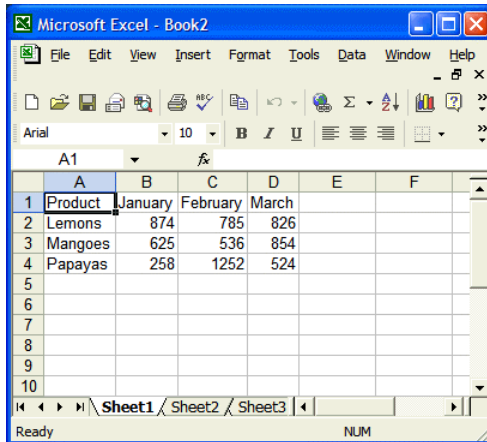 Microsoft Excel - Book2
File Edit View Insert Format Tools Data Window Help
ABC Σ A Z ?
Arial 10 B I U
A1 fx
A B C D E F
1 Product January February March
2 Lemons 874 785 826
3 Mangoes 625 536 854
4 Papayas 258 1252 524
5
6
7
8
9
10
Sheet1 / Sheet2 / Sheet3
Ready NUM